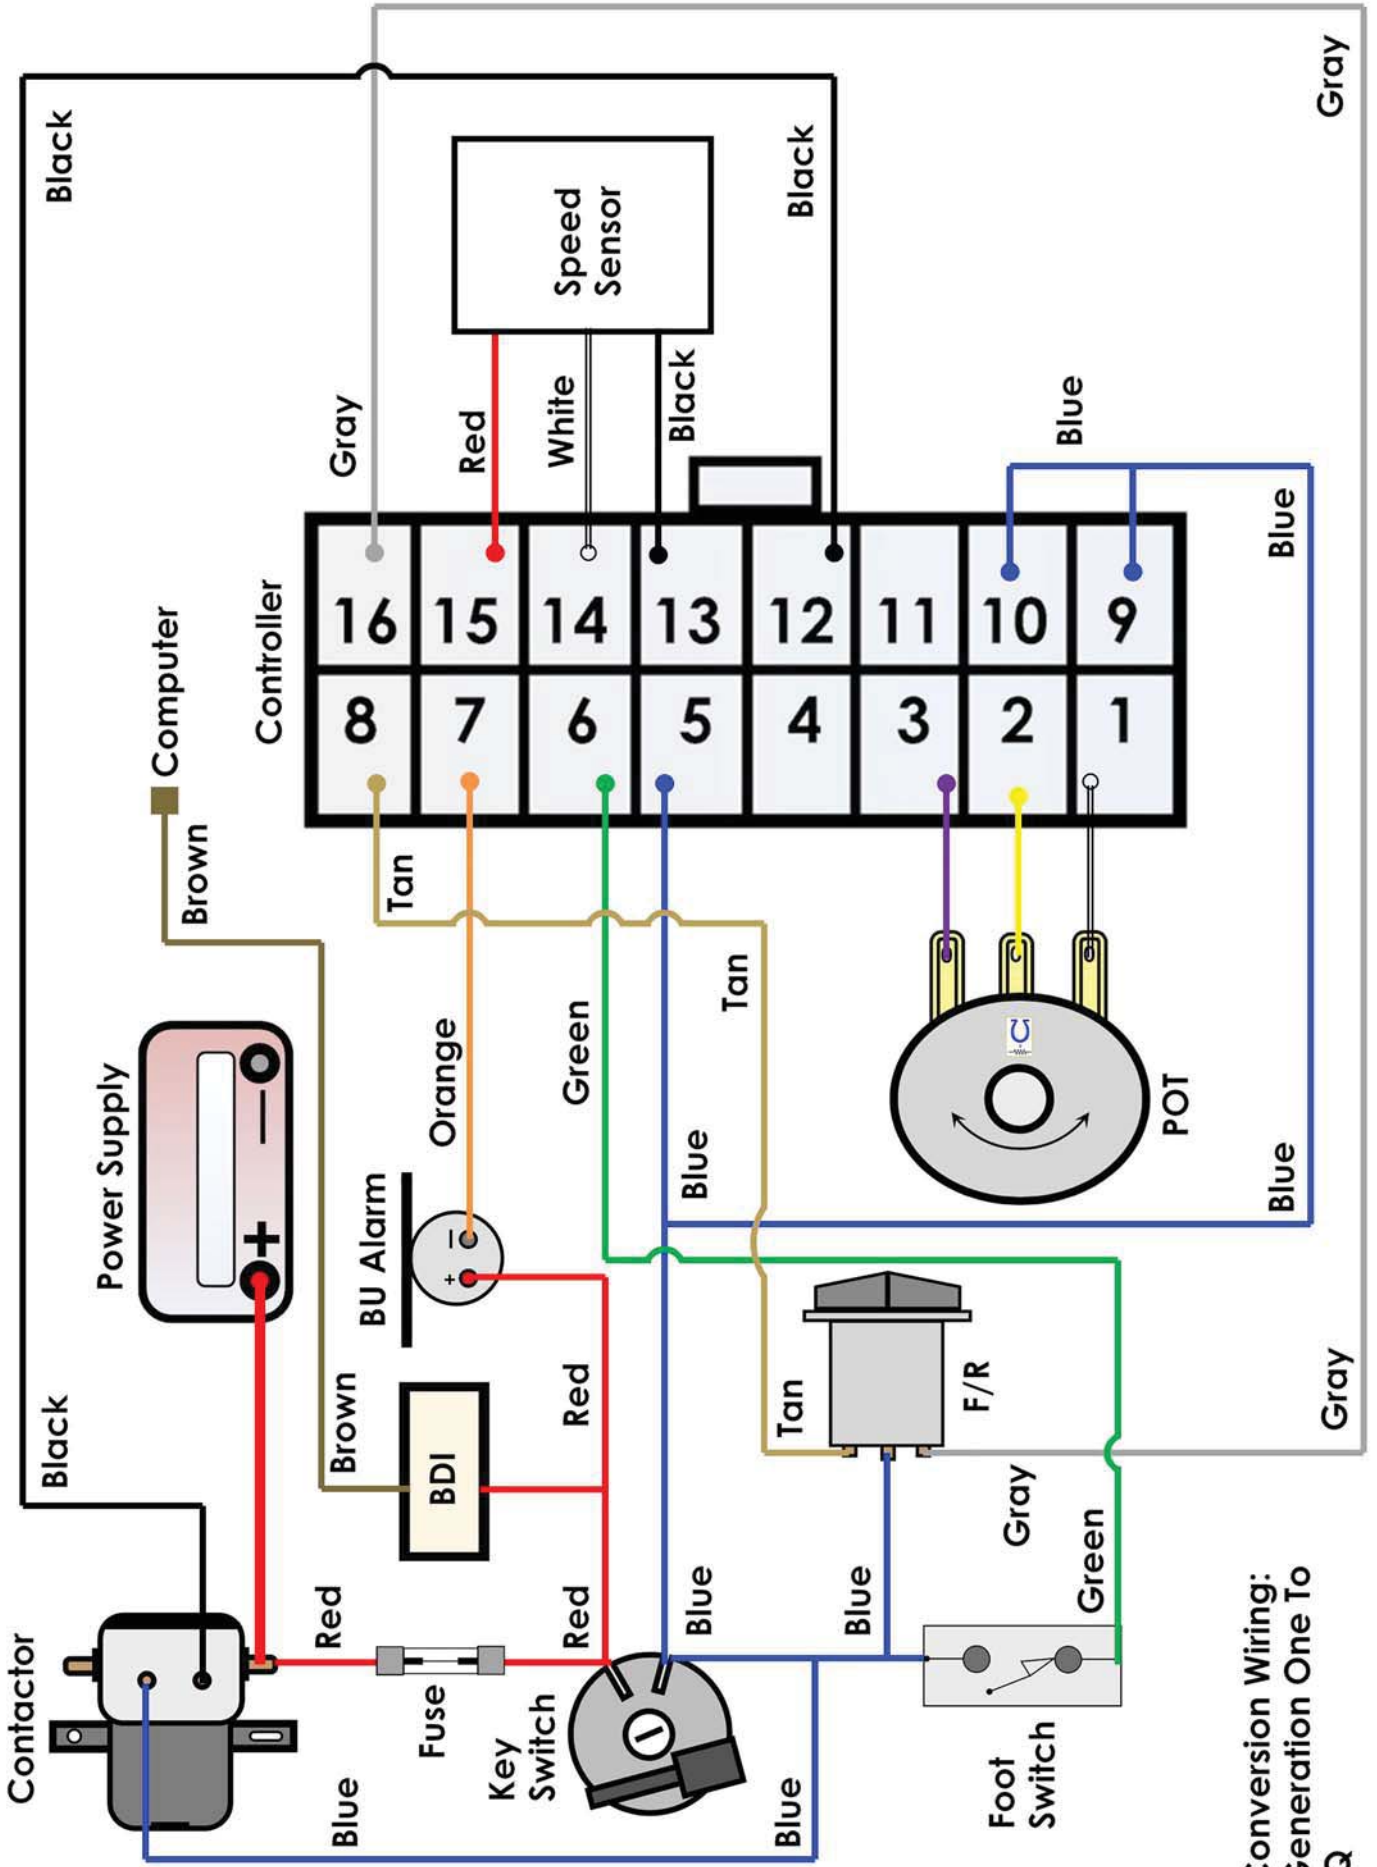 Contactor
Black
Black
Power Supply
+
−
Computer
Brown
Brown
Controller
Red
Fuse
Blue
BDI
BU Alarm
+
−
Orange
Tan
Gray
Red
White
Black
Speed
Sensor
Black
Key
Switch
Red
Red
Green
Blue
Blue
Tan
8
7
6
5
4
3
2
1
16
15
14
13
12
11
10
9
Blue
Blue
Tan
F/R
POT
Ω
Blue
Foot
Switch
Green
Gray
Blue
Blue
Gray
Gray
Conversion Wiring:
Generation One To
Q